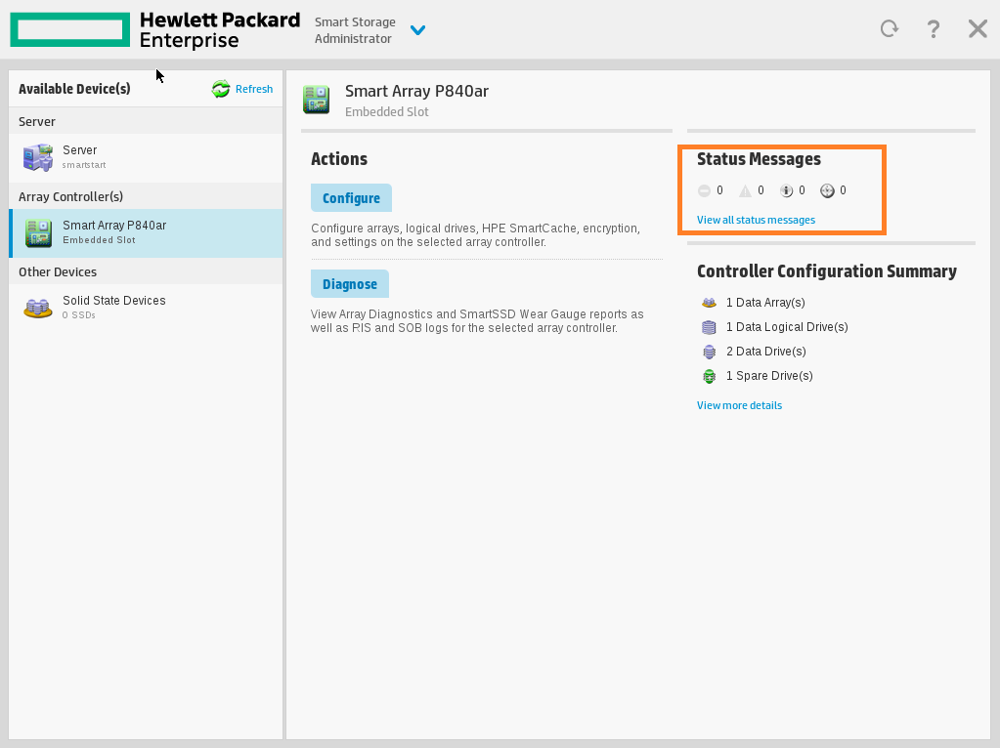 Hewlett Packard
Enterprise
Smart Storage
Administrator
?
Available Device(s)
Refresh
Server
Server
smartstart
Array Controller(s)
Smart Array P840ar
Embedded Slot
Other Devices
Solid State Devices
0 SSDs
Smart Array P840ar
Embedded Slot
Actions
Configure
Configure arrays, logical drives, HPE SmartCache, encryption,
and settings on the selected array controller.
Diagnose
View Array Diagnostics and SmartSSD Wear Gauge reports as
well as RIS and SOB logs for the selected array controller.
Status Messages
0 0 0 0
View all status messages
Controller Configuration Summary
1 Data Array(s)
1 Data Logical Drive(s)
2 Data Drive(s)
1 Spare Drive(s)
View more details